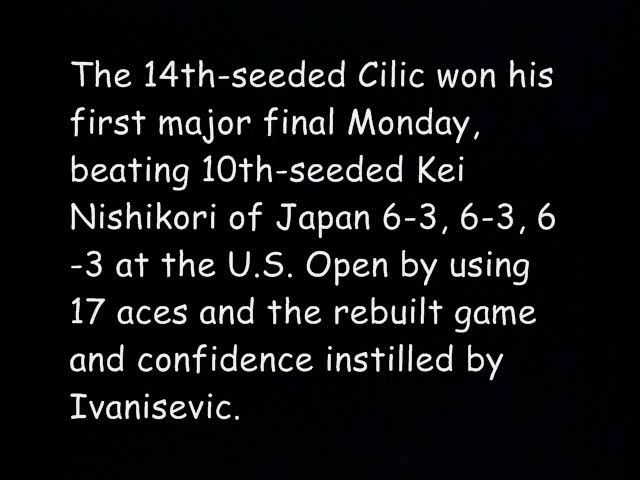 The 14th-seeded Cilic won his
first major final Monday,
beating 10th-seeded Kei
Nishikori of Japan 6-3, 6-3, 6
-3 at the U.S. Open by using
17 aces and the rebuilt game
and confidence instilled by
Ivanisevic.